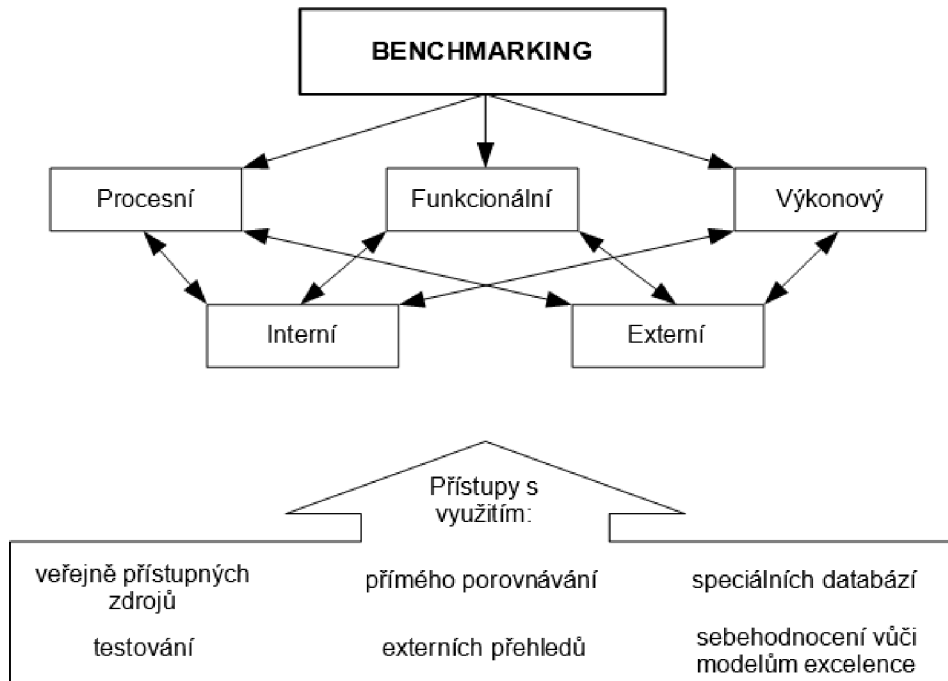 BENCHMARKING
Procesní
Funkcionální
Výkonový
Interní
Externí
Přístupy s
využitím:
veřejně přístupných
zdrojů
přímého porovnávání
speciálních databází
testování
externích přehledů
sebehodnocení vůči
modelům excelence